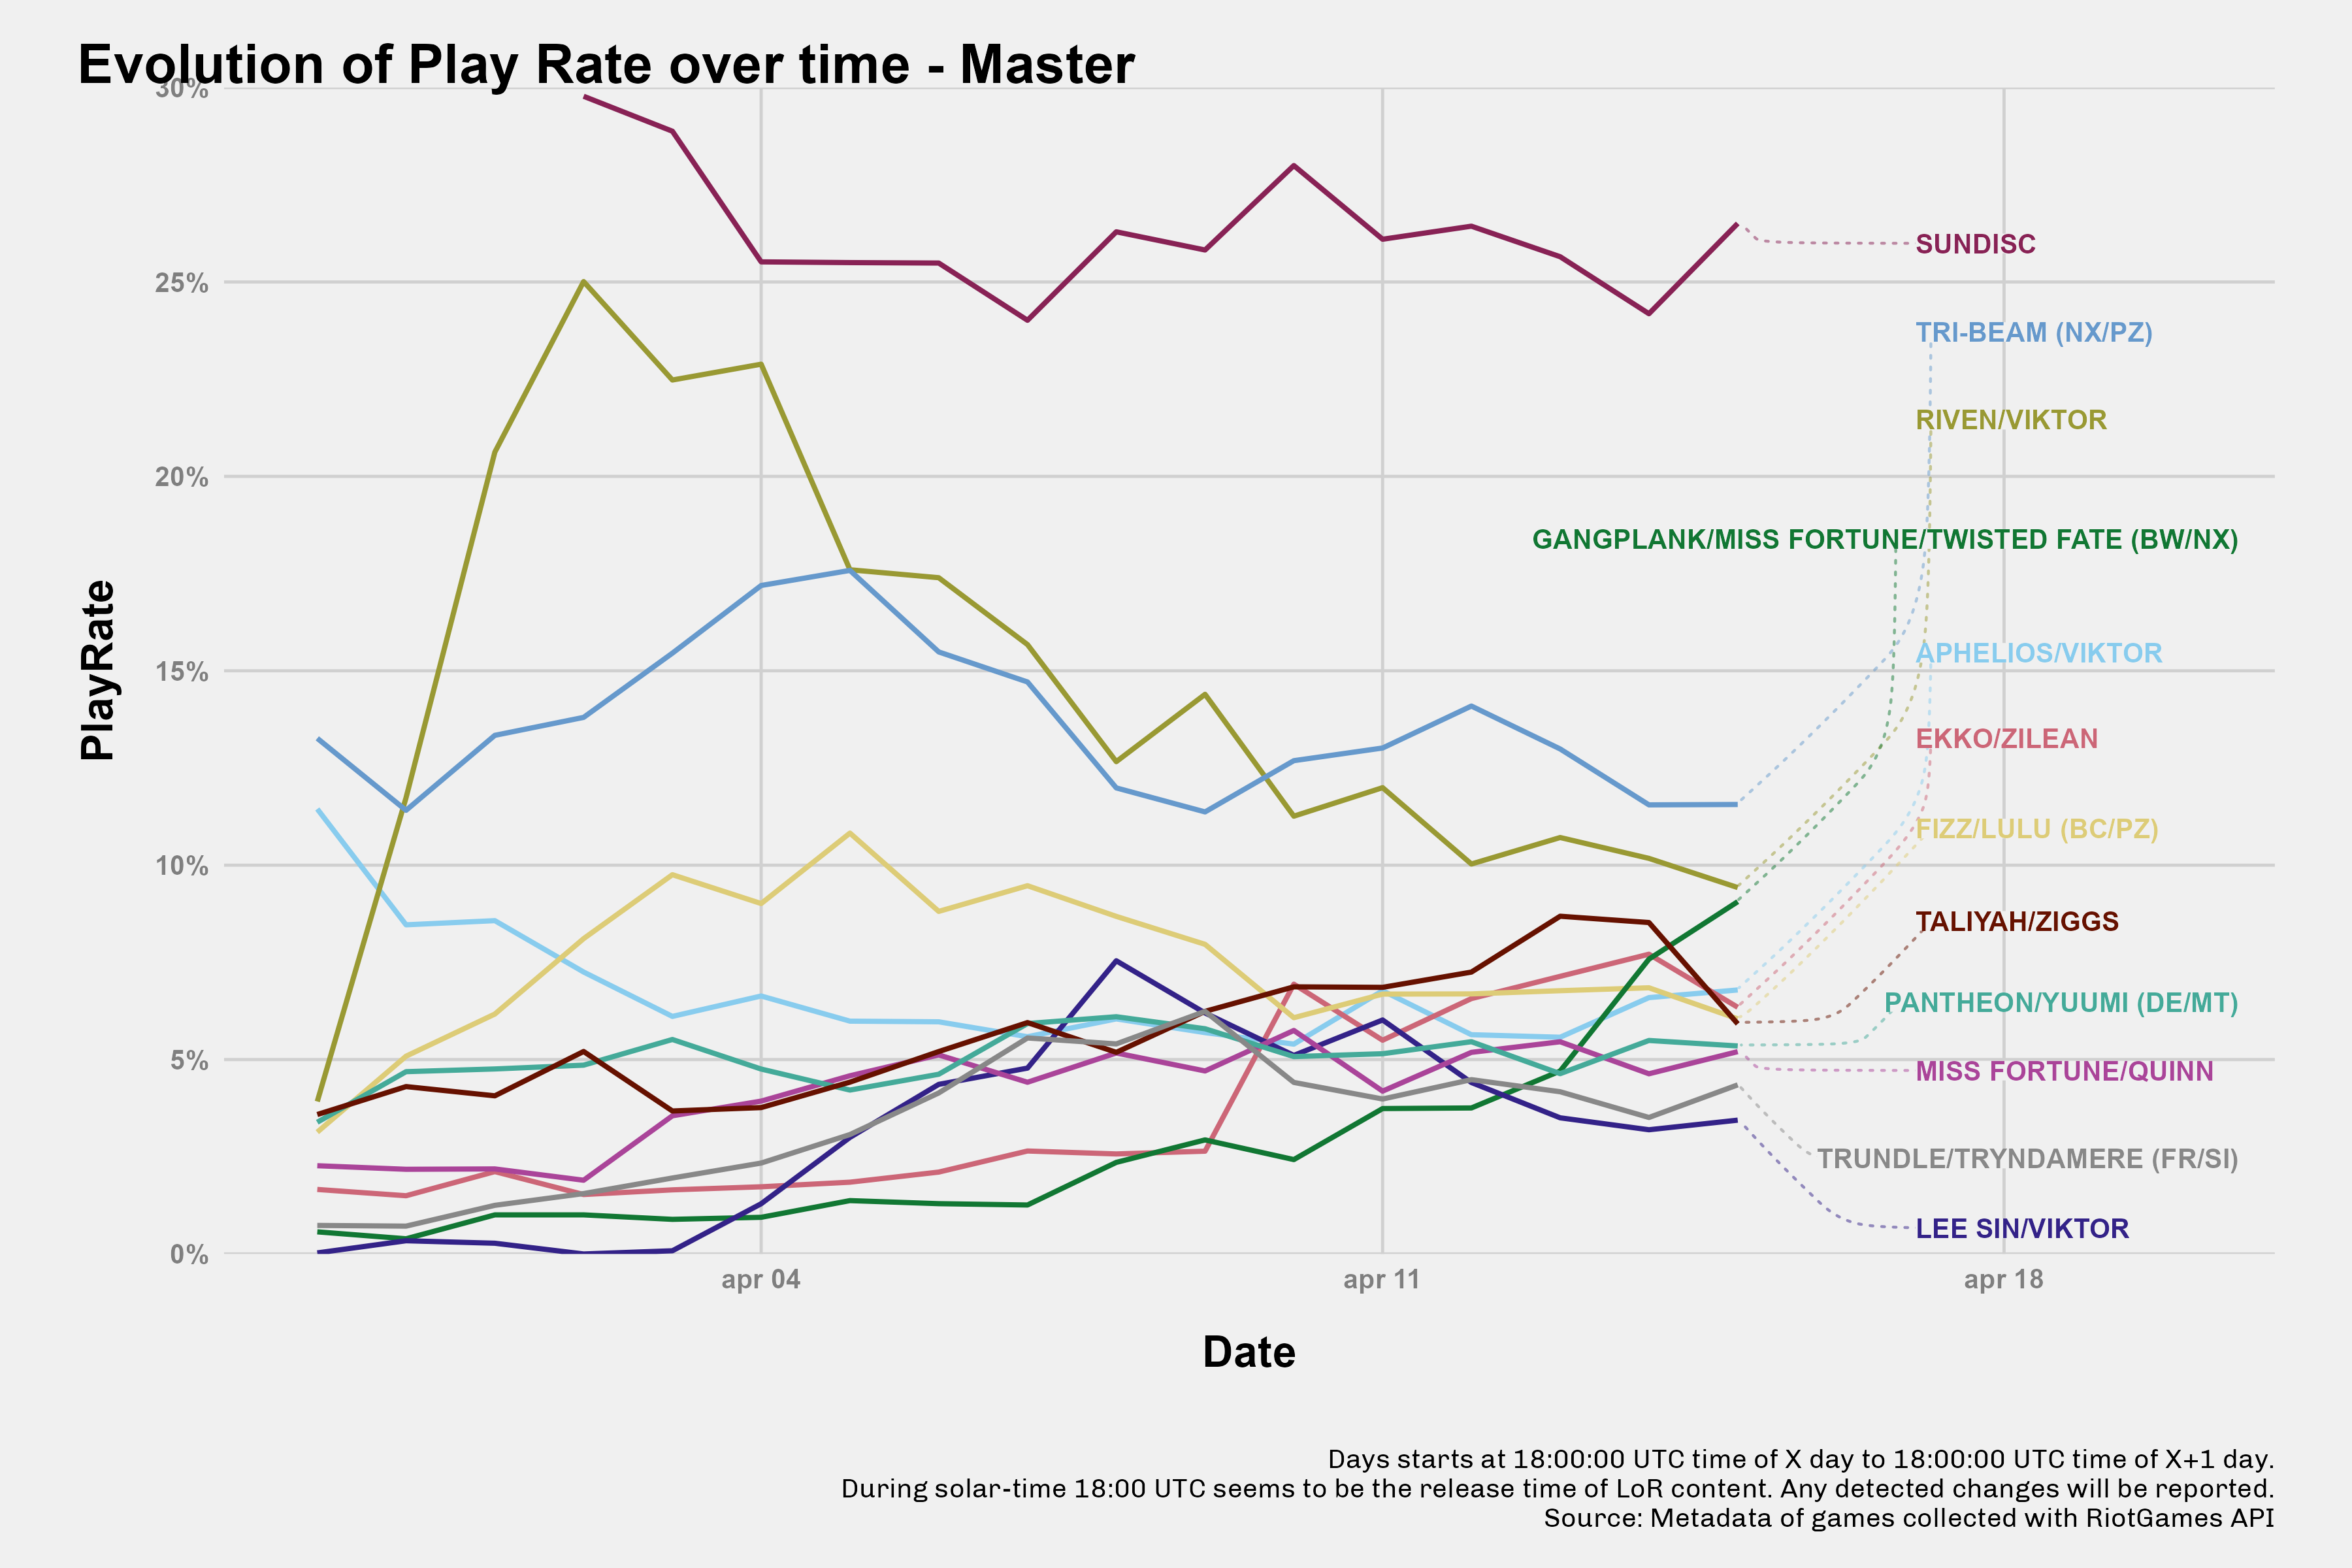 Evolution of Play Rate over time - Master
30%
25%
20%
15%
10%
5%
0%
PlayRate
SUNDISC
TRI-BEAM (NX/PZ)
RIVEN/VIKTOR
GANGPLANK/MISS FORTUNE/TWISTED FATE (BW/NX)
APHELIOS/VIKTOR
EKKO/ZILEAN
FIZZ/LULU (BC/PZ)
TALIYAH/ZIGGS
PANTHEON/YUUMI (DE/MT)
MISS FORTUNE/QUINN
TRUNDLE/TRYNDAMERE (FR/SI)
LEE SIN/VIKTOR
apr 04
apr 11
apr 18
Date
Days starts at 18:00:00 UTC time of X day to 18:00:00 UTC time of X+1 day.
During solar-time 18:00 UTC seems to be the release time of LoR content. Any detected changes will be reported.
Source: Metadata of games collected with RiotGames API